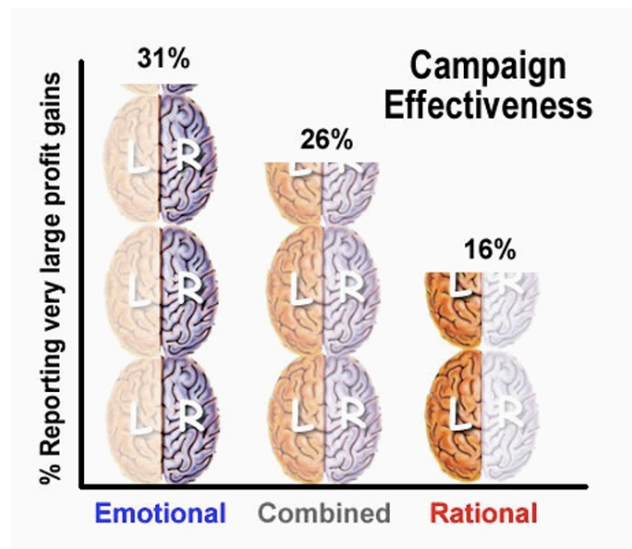 Campaign
Effectiveness
% Reporting very large profit gains
31%
26%
16%
L R
L R
L R
L R
L R
L R
L R
L R
Emotional
Combined
Rational